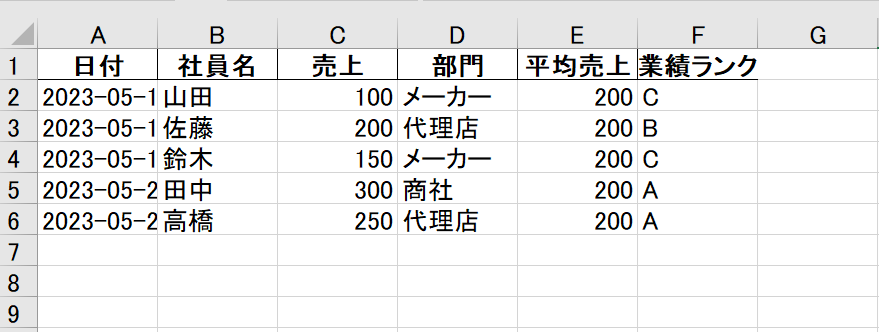 A B C D E F G
1 日付 社員名 売上 部門 平均売上 業績ランク
2 2023-05-1 山田 100 メーカー 200 C
3 2023-05-1 佐藤 200 代理店 200 B
4 2023-05-1 鈴木 150 メーカー 200 C
5 2023-05-2 田中 300 商社 200 A
6 2023-05-2 高橋 250 代理店 200 A
7
8
9